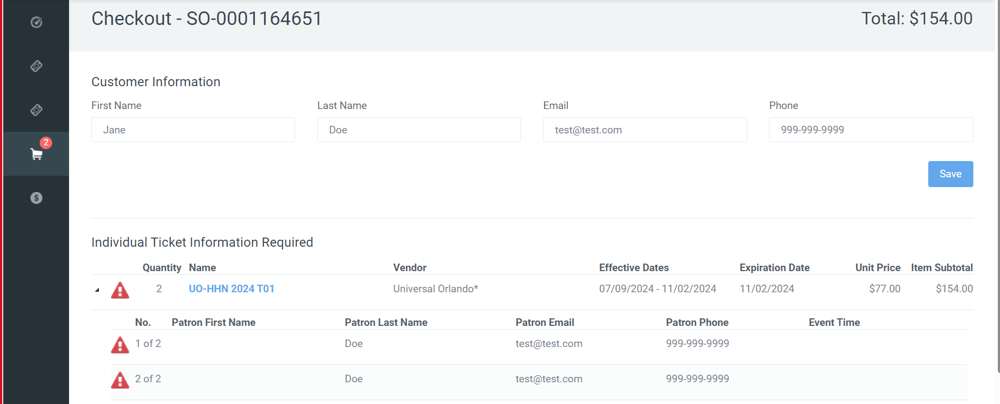 Checkout - SO-0001164651 Total: $154.00
2
$
Customer Information
First Name Last Name Email Phone
Jane Doe test@test.com 999-999-9999
Save
Individual Ticket Information Required
Quantity Name Vendor Effective Dates Expiration Date Unit Price Item Subtotal
2 UO-HHN 2024 T01 Universal Orlando* 07/09/2024 - 11/02/2024 11/02/2024 $77.00 $154.00
No. Patron First Name Patron Last Name Patron Email Patron Phone Event Time
1 of 2 Doe test@test.com 999-999-9999
2 of 2 Doe test@test.com 999-999-9999